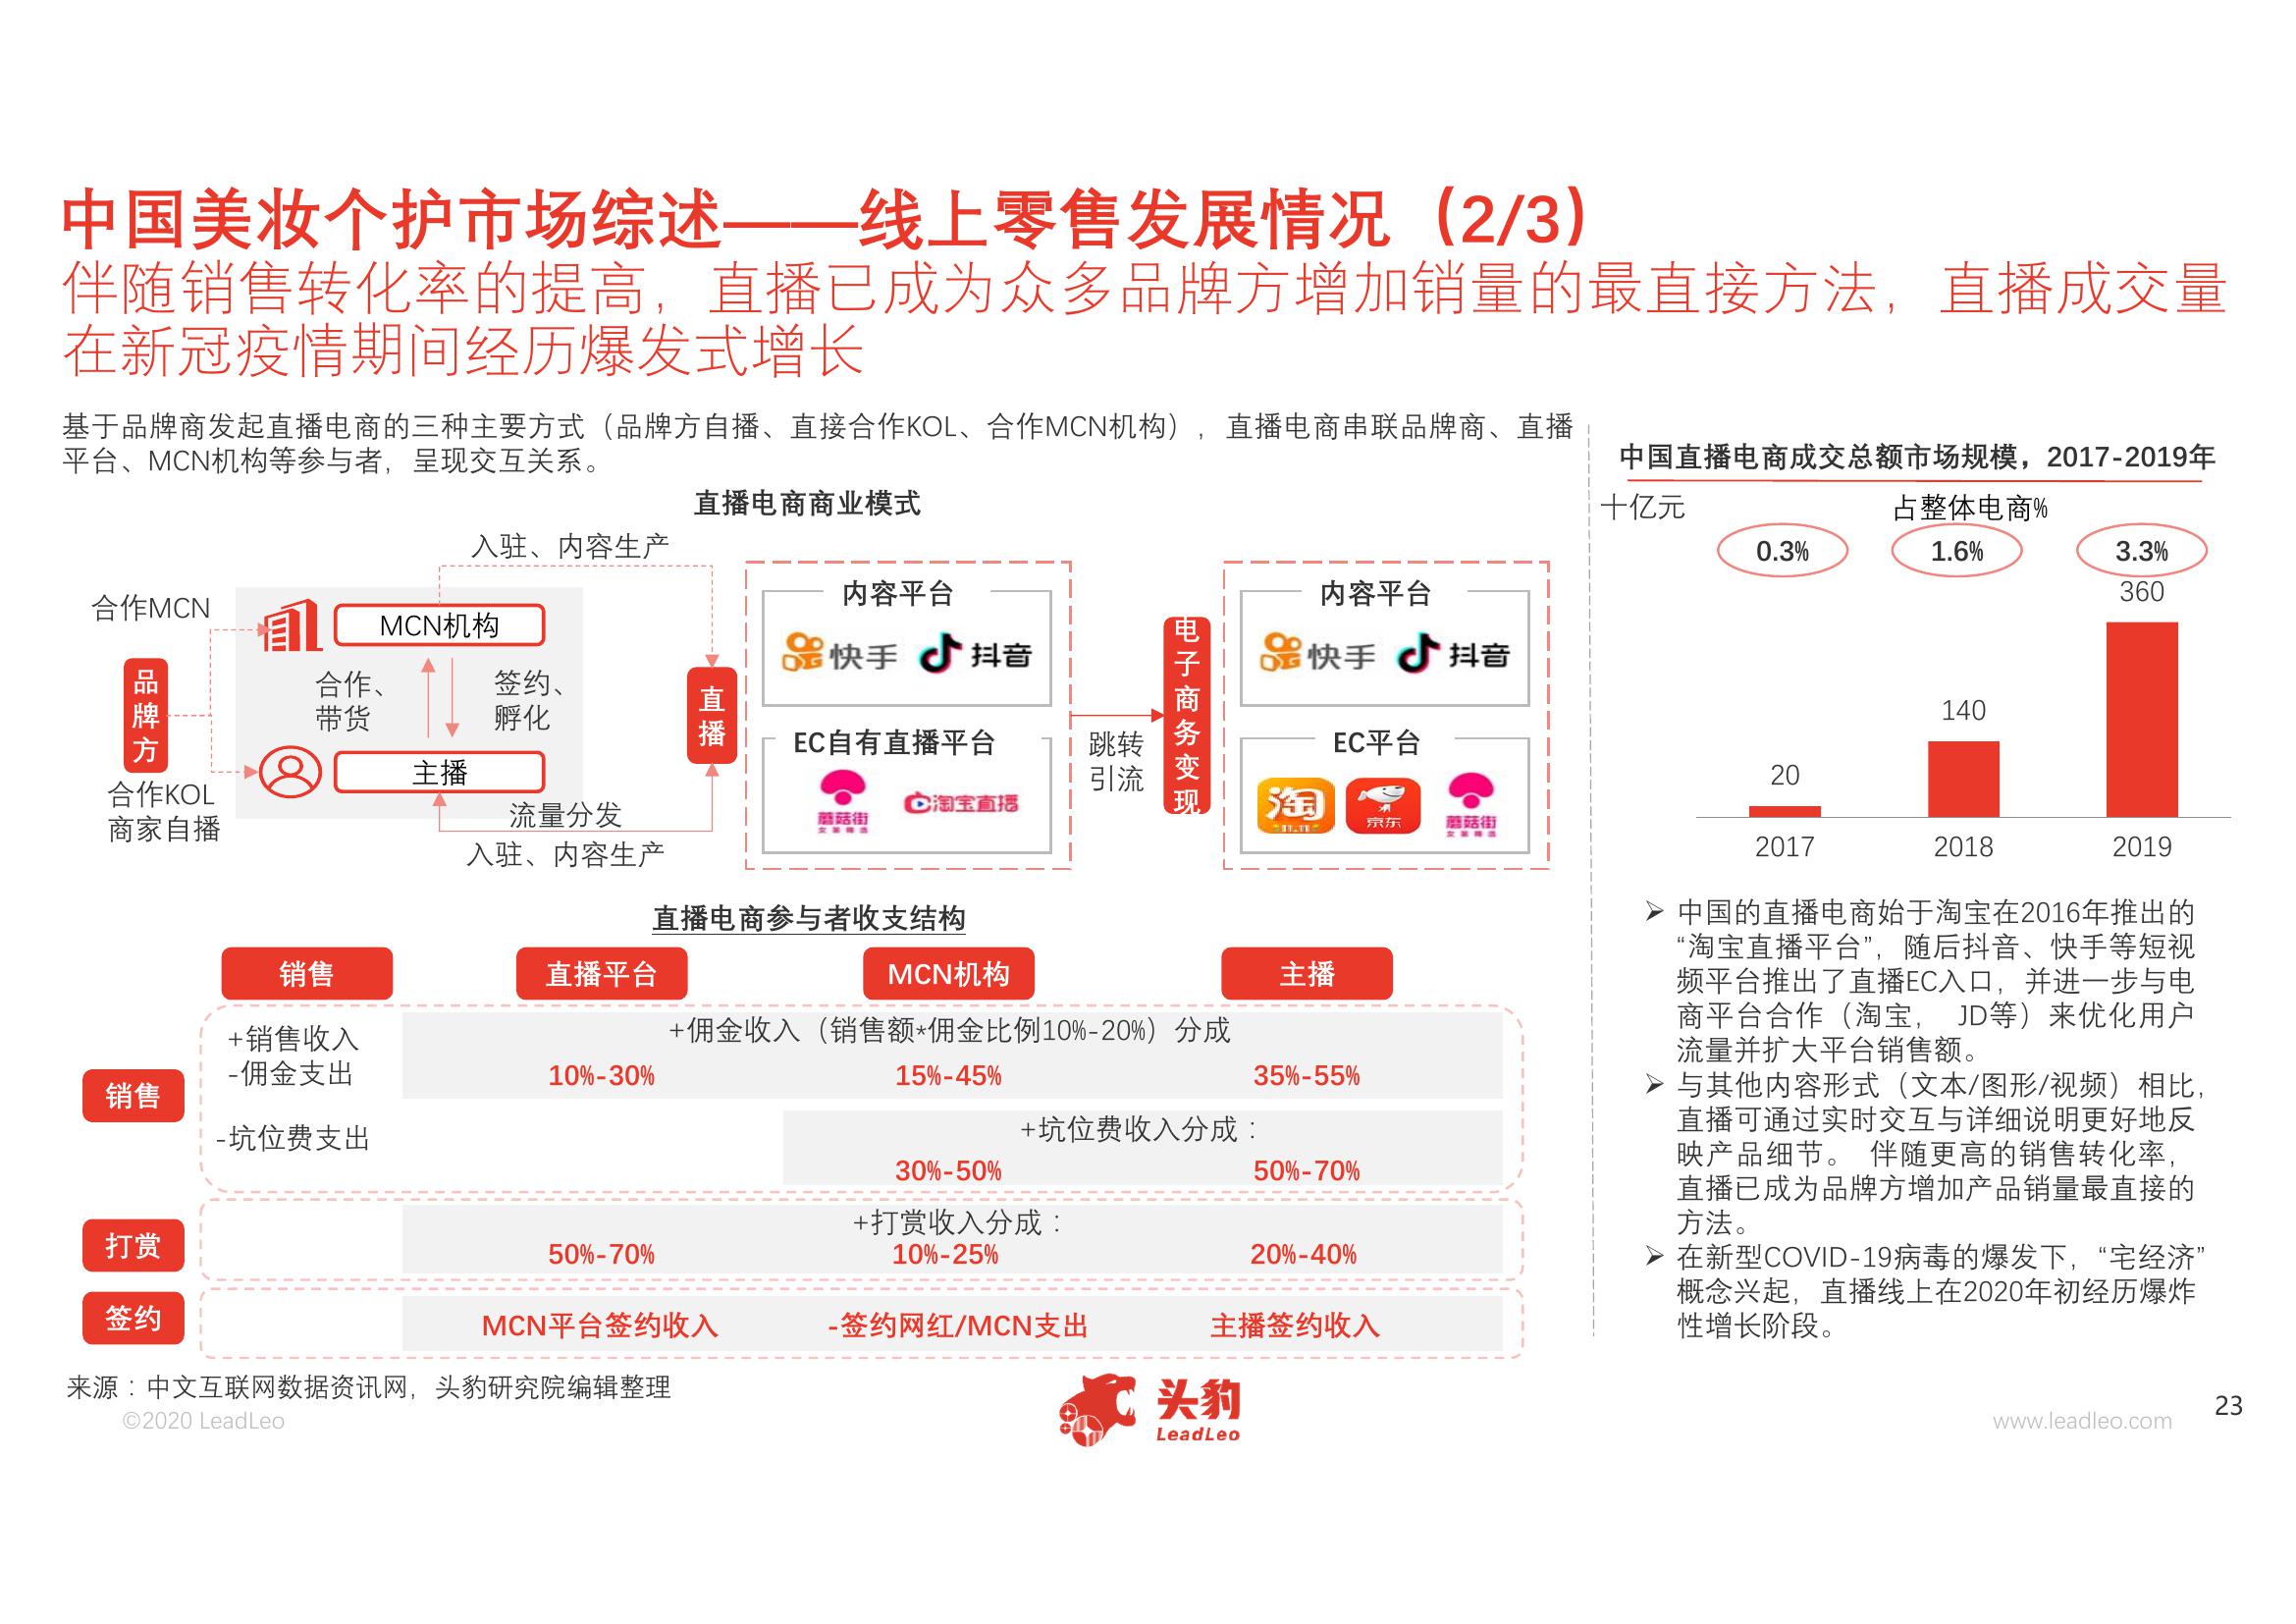 中国美妆个护市场综述——线上零售发展情况（2/3）
伴随销售转化率的提高，直播已成为众多品牌方增加销量的最直接方法，直播成交量
在新冠疫情期间经历爆发式增长
基于品牌商发起直播电商的三种主要方式（品牌方自播、直接合作KOL、合作MCN机构），直播电商串联品牌商、直播
平台、MCN机构等参与者，呈现交互关系。
直播电商商业模式
入驻、内容生产
合作MCN
MCN机构
品牌方
合作、
带货
签约、
孵化
主播
合作KOL
商家自播
流量分发
入驻、内容生产
直播
内容平台
快手
抖音
EC自有直播平台
蘑菇街
淘宝直播
跳转
引流
电子商务变现
内容平台
快手
抖音
EC平台
淘
京东
蘑菇街
直播电商参与者收支结构
销售
直播平台
MCN机构
主播
销售
+销售收入
-佣金支出
+佣金收入（销售额*佣金比例10%-20%）分成
10%-30%
15%-45%
35%-55%
-坑位费支出
+坑位费收入分成：
30%-50%
50%-70%
打赏
+打赏收入分成：
50%-70%
10%-25%
20%-40%
签约
MCN平台签约收入
-签约网红/MCN支出
主播签约收入
中国直播电商成交总额市场规模，2017-2019年
十亿元
占整体电商%
0.3%
1.6%
3.3%
360
140
20
2017
2018
2019
➢ 中国的直播电商始于淘宝在2016年推出的
“淘宝直播平台”，随后抖音、快手等短视
频平台推出了直播EC入口，并进一步与电
商平台合作（淘宝， JD等）来优化用户
流量并扩大平台销售额。
➢ 与其他内容形式（文本/图形/视频）相比，
直播可通过实时交互与详细说明更好地反
映产品细节。 伴随更高的销售转化率，
直播已成为品牌方增加产品销量最直接的
方法。
➢ 在新型COVID-19病毒的爆发下，“宅经济”
概念兴起，直播线上在2020年初经历爆炸
性增长阶段。
来源：中文互联网数据资讯网，头豹研究院编辑整理
©2020 LeadLeo
头豹
LeadLeo
www.leadleo.com
23